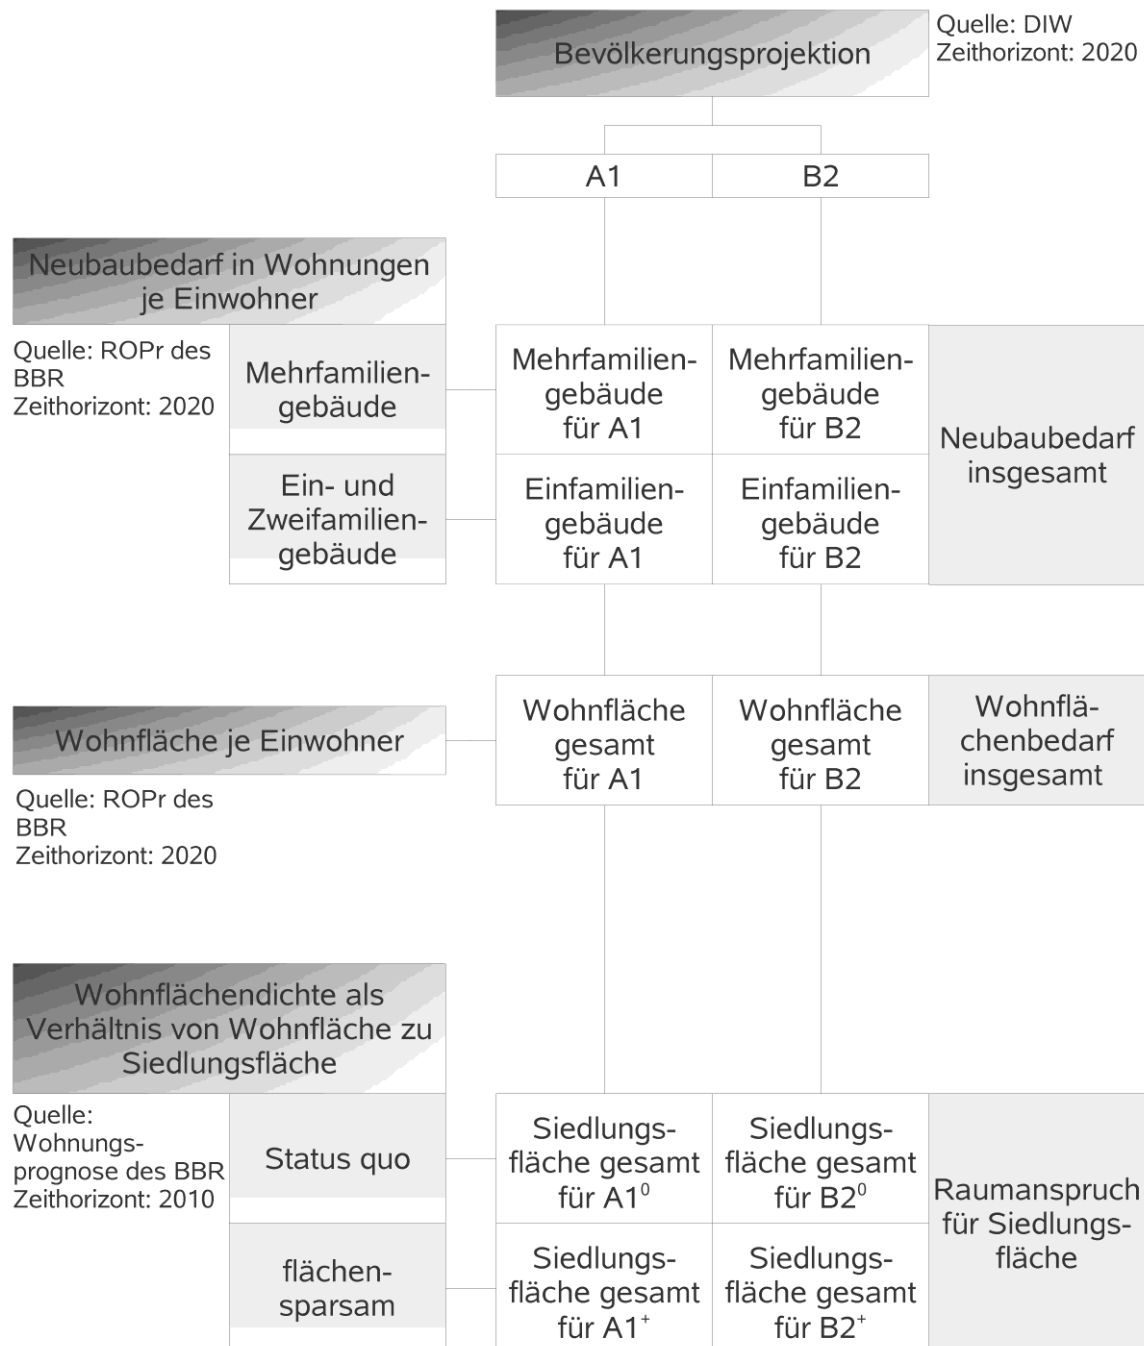 Bevölkerungsprojektion
Quelle: DIW
Zeithorizont: 2020
A1
B2
Neubaubedarf in Wohnungen
je Einwohner
Quelle: ROPr des
BBR
Zeithorizont: 2020
Mehrfamilien-
gebäude
Mehrfamilien-
gebäude
für A1
Mehrfamilien-
gebäude
für B2
Ein- und
Zweifamilien-
gebäude
Einfamilien-
gebäude
für A1
Einfamilien-
gebäude
für B2
Neubaubedarf
insgesamt
Wohnfläche je Einwohner
Quelle: ROPr des
BBR
Zeithorizont: 2020
Wohnfläche
gesamt
für A1
Wohnfläche
gesamt
für B2
Wohnflä-
chenbedarf
insgesamt
Wohnflächendichte als
Verhältnis von Wohnfläche zu
Siedlungsfläche
Quelle:
Wohnungs-
prognose des BBR
Zeithorizont: 2010
Status quo
Siedlungs-
fläche gesamt
für A1⁰
Siedlungs-
fläche gesamt
für B2⁰
flächen-
sparsam
Siedlungs-
fläche gesamt
für A1⁺
Siedlungs-
fläche gesamt
für B2⁺
Raumanspruch
für Siedlungs-
fläche